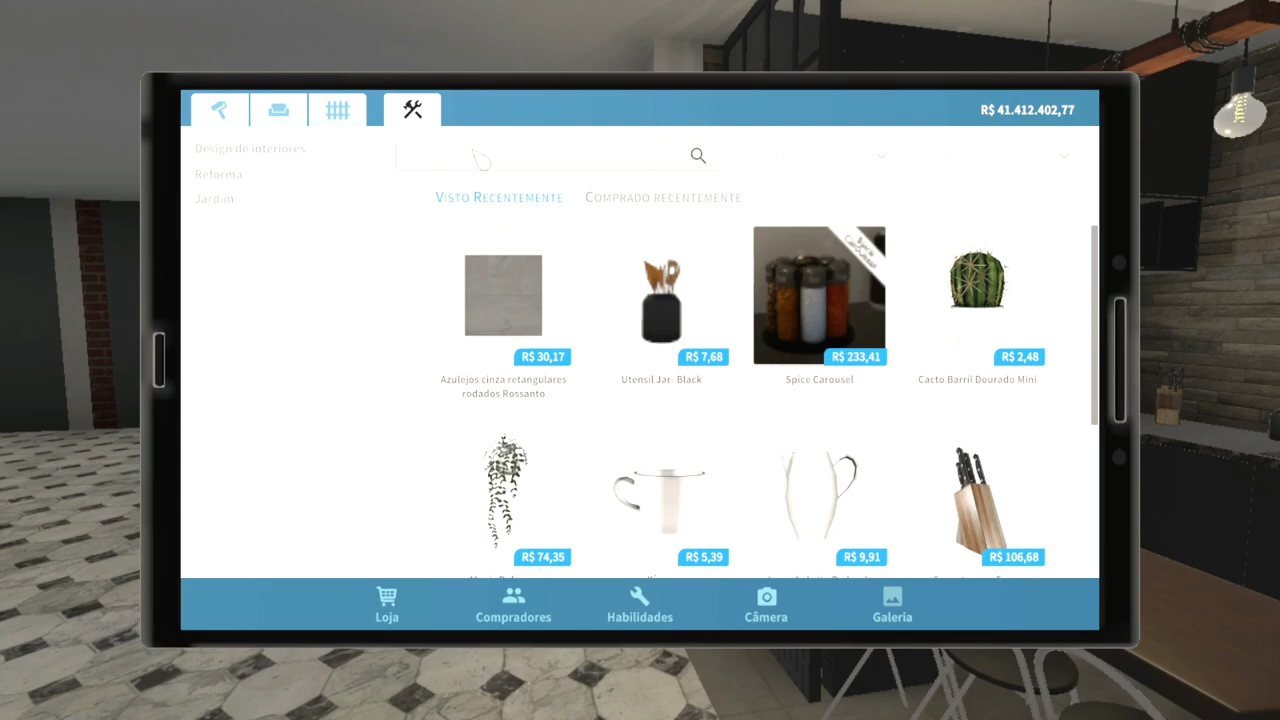 R$ 41.412.402,77
Design de interiores
Reforma
Jardim
Visto Recentemente
Comprado recentemente
R$ 30,17
R$ 7,68
Spice Carousel
R$ 233,41
R$ 2,48
Azulejos cinza retangulares
rodados Rossanto
Utensil Jar- Black
Spice Carousel
Cacto Barril Dourado Mini
R$ 74,35
R$ 5,39
R$ 9,91
R$ 106,68
Loja
Compradores
Habilidades
Câmera
Galeria